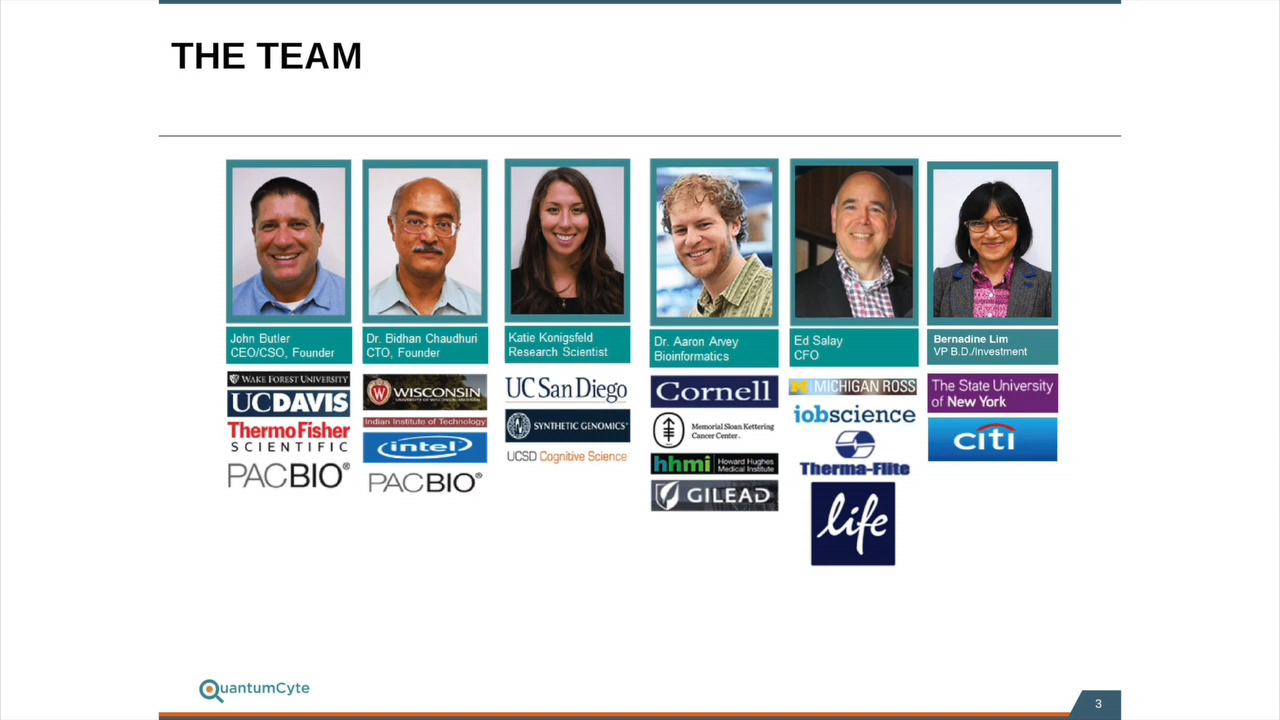 THE TEAM
John Butler
CEO/CSO, Founder
Dr. Bidhan Chaudhuri
CTO, Founder
Katie Konigsfeld
Research Scientist
Dr. Aaron Arvey
Bioinformatics
Ed Salay
CFO
Bernadine Lim
VP B.D./Investment
WAKE FOREST UNIVERSITY
UCDAVIS
ThermoFisher
SCIENTIFIC
PACBIO®
WISCONSIN
UNIVERSITY OF WISCONSIN-MADISON
Indian Institute of Technology
intel
PACBIO®
UC San Diego
SYNTHETIC GENOMICS®
UCSD Cognitive Science
Cornell
Memorial Sloan Kettering
Cancer Center
hhmi Howard Hughes
Medical Institute
GILEAD
M MICHIGAN ROSS
iobscience
Therma-Flite
life
The State University
of New York
citi
QuantumCyte
3